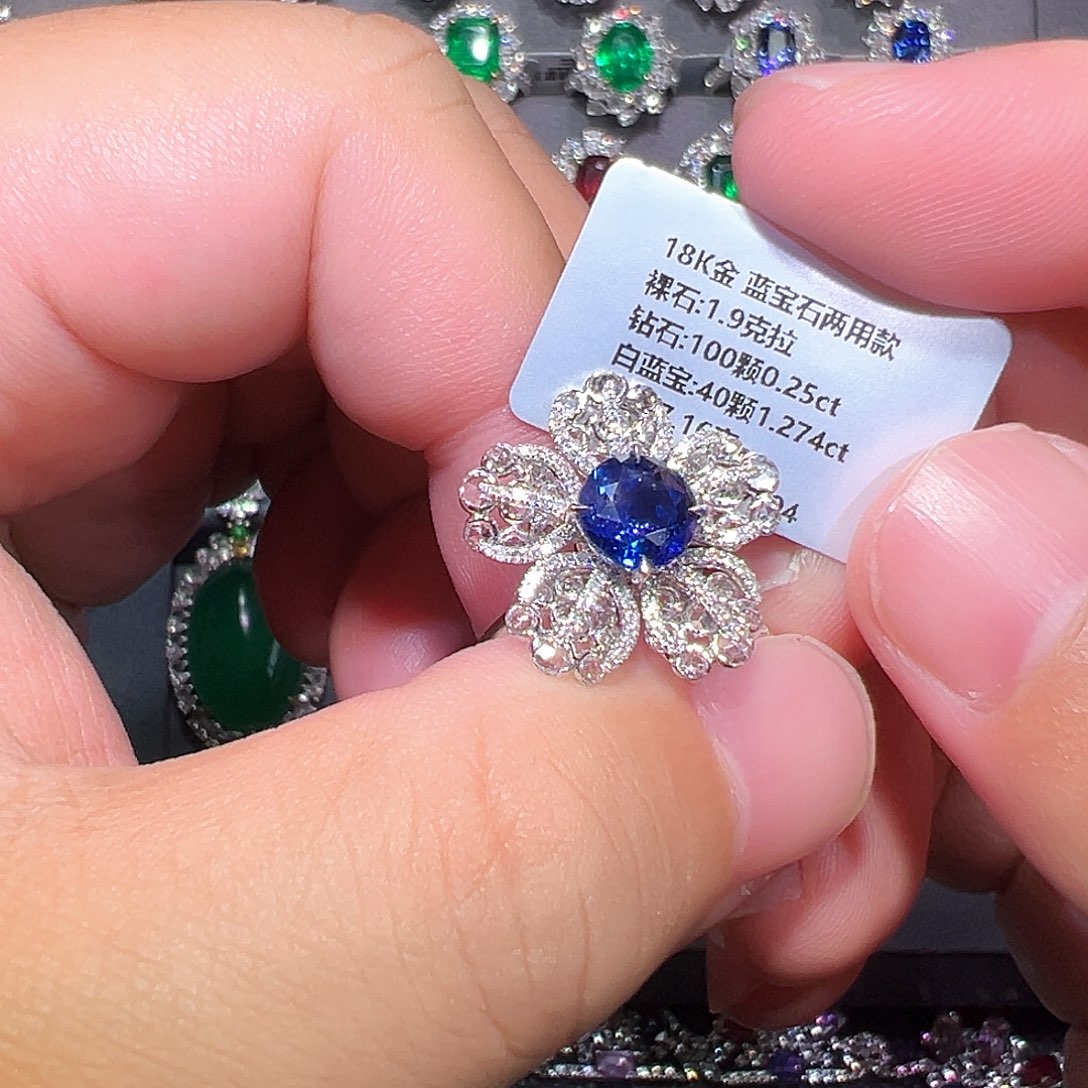 18K金 蓝宝石两用款
裸石:1.9克拉
钻石:100颗0.25ct
白蓝宝:40颗1.274ct